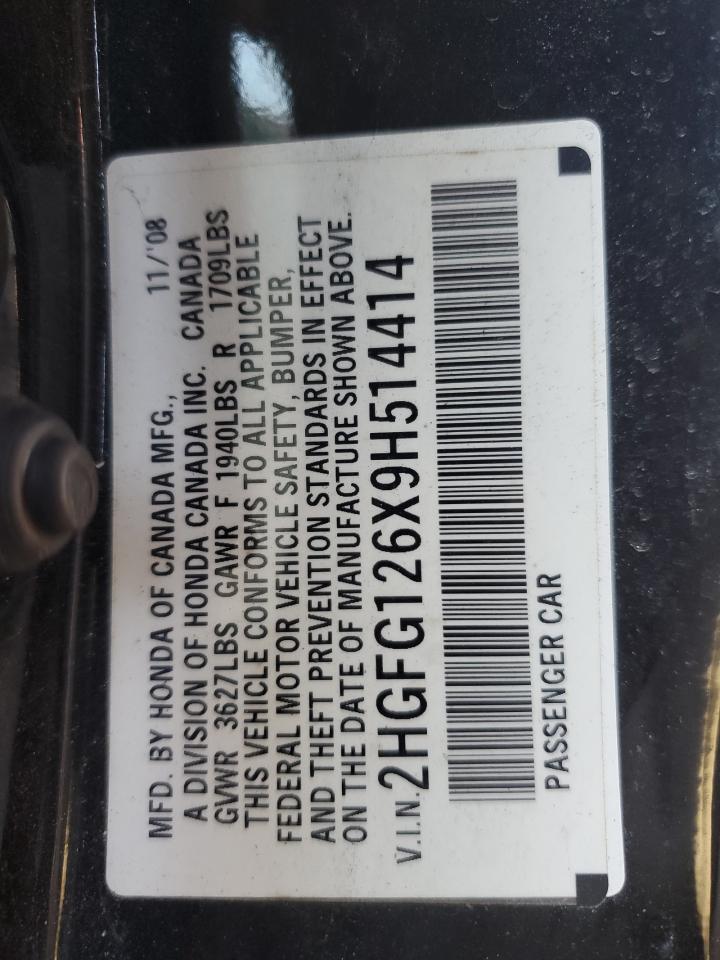 MFD. BY HONDA OF CANADA MFG., 11/'08
A DIVISION OF HONDA CANADA INC. CANADA
GVWR 3627LBS GAWR F 1940LBS R 1709LBS
THIS VEHICLE CONFORMS TO ALL APPLICABLE
FEDERAL MOTOR VEHICLE SAFETY, BUMPER,
AND THEFT PREVENTION STANDARDS IN EFFECT
ON THE DATE OF MANUFACTURE SHOWN ABOVE.
V.I.N. 2HGFG126X9H514414
PASSENGER CAR